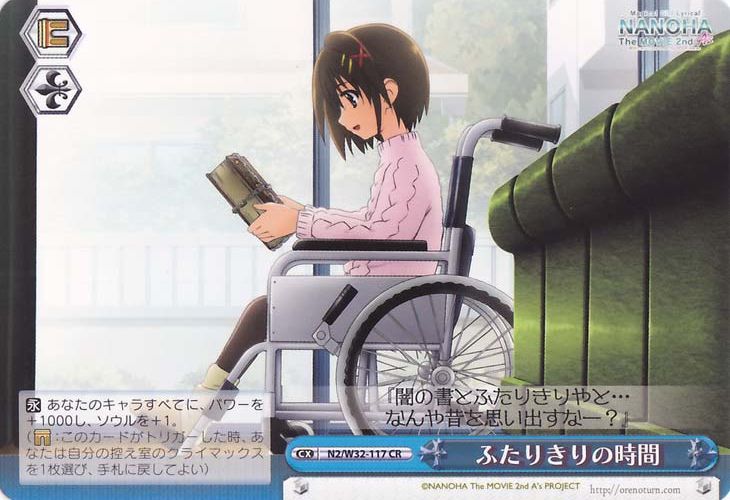 Magical Girl Lyrical
NANOHA
The MOVIE 2nd A's
『闇の書とふたりきりやと…
なんや昔を思い出すなー？』
永 あなたのキャラすべてに、パワーを
+1000し、ソウルを+1。
(:このカードがトリガーした時、あ
なたは自分の控え室のクライマックス
を1枚選び、手札に戻してよい)
CX N2/W32-117 CR
ふたりきりの時間
©NANOHA The MOVIE 2nd A's PROJECT
http://orenoturn.com